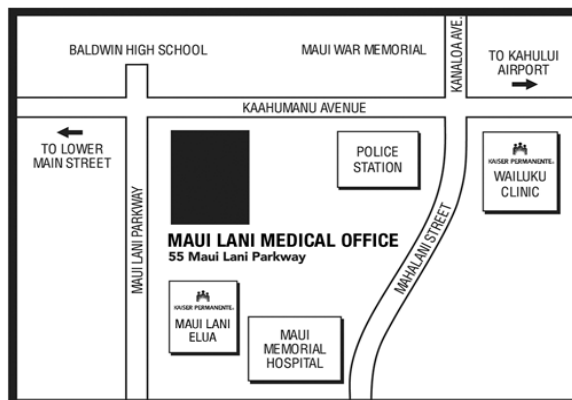 BALDWIN HIGH SCHOOL
MAUI WAR MEMORIAL
KANALOA AVE.
TO KAHULUI
AIRPORT
KAAHUMANU AVENUE
TO LOWER
MAIN STREET
MAUI LANI PARKWAY
POLICE
STATION
KAISER PERMANENTE®
WAILUKU
CLINIC
MAHALANI STREET
MAUI LANI MEDICAL OFFICE
55 Maui Lani Parkway
KAISER PERMANENTE®
MAUI LANI
ELUA
MAUI
MEMORIAL
HOSPITAL